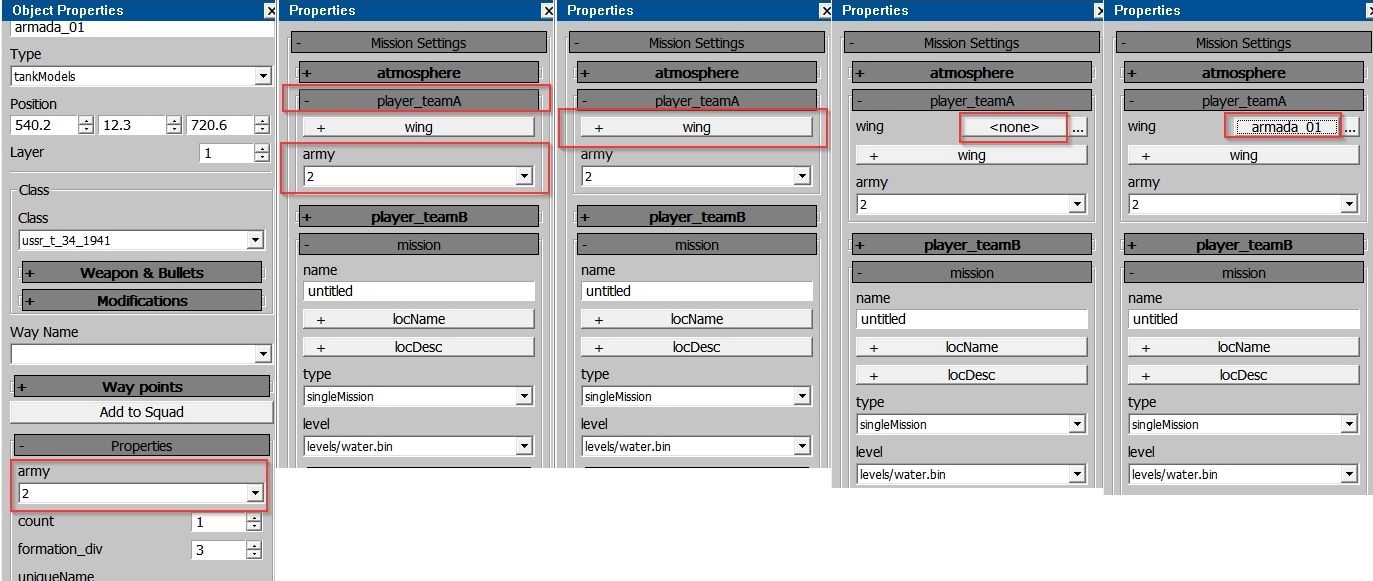 Object Properties
armada_01
Type
tankModels
Position
540.2 12.3 720.6
Layer 1
Class
Class
ussr_t_34_1941
+ Weapon & Bullets
+ Modifications
Way Name
+ Way points
Add to Squad
- Properties
army
2
count 1
formation_div 3
uniqueName
Properties
- Mission Settings
+ atmosphere
- player_teamA
+ wing
army
2
+ player_teamB
- mission
name
untitled
+ locName
+ locDesc
type
singleMission
level
levels/water.bin
Properties
- Mission Settings
+ atmosphere
- player_teamA
+ wing
army
2
+ player_teamB
- mission
name
untitled
+ locName
+ locDesc
type
singleMission
level
levels/water.bin
Properties
- Mission Settings
+ atmosphere
- player_teamA
wing <none> ...
+ wing
army
2
+ player_teamB
- mission
name
untitled
+ locName
+ locDesc
type
singleMission
level
levels/water.bin
Properties
- Mission Settings
+ atmosphere
- player_teamA
wing armada_01 ...
+ wing
army
2
+ player_teamB
- mission
name
untitled
+ locName
+ locDesc
type
singleMission
level
levels/water.bin